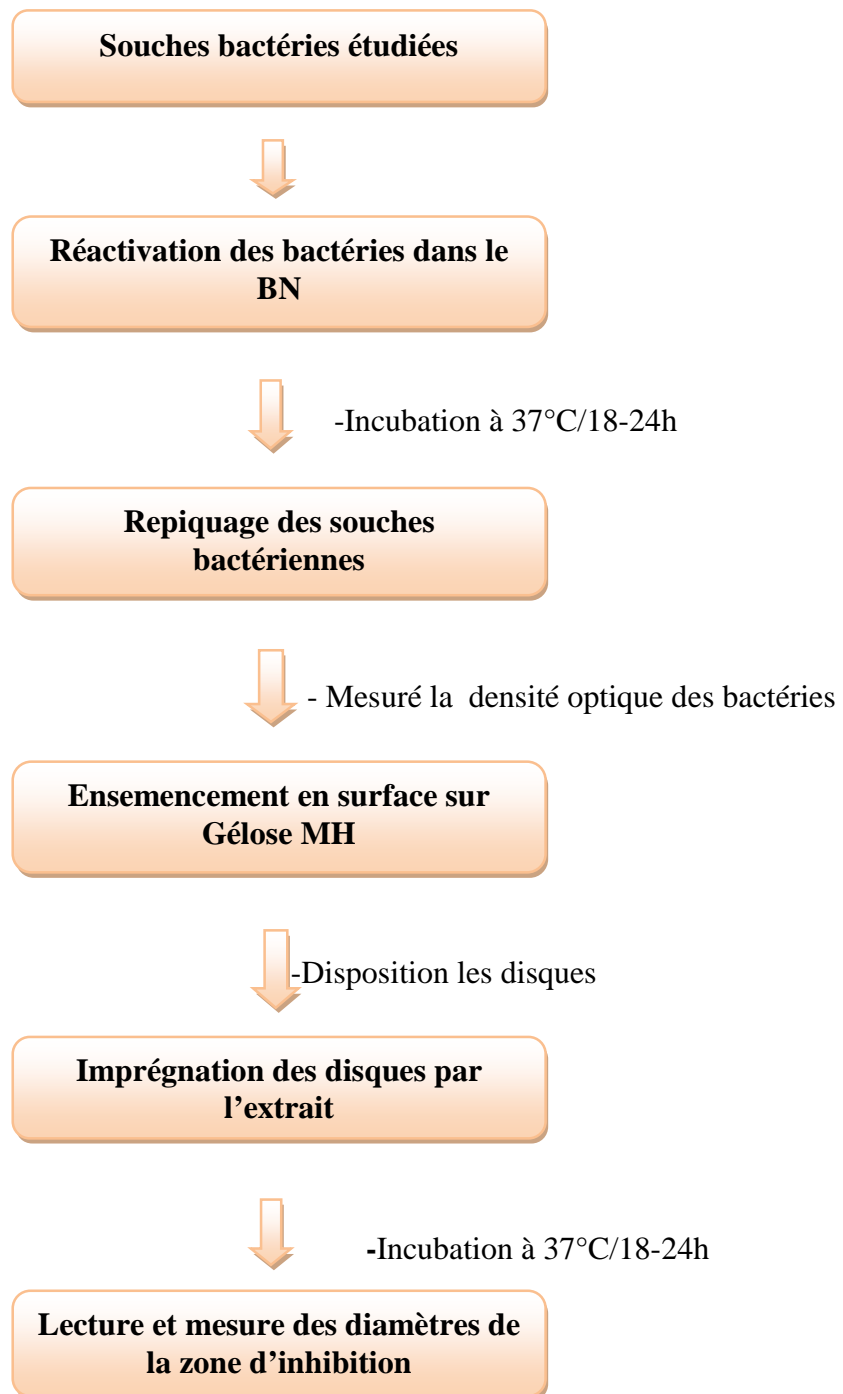 Souches bactéries étudiées
Réactivation des bactéries dans le
BN
-Incubation à 37°C/18-24h
Repiquage des souches
bactériennes
- Mesuré la  densité optique des bactéries
Ensemencement en surface sur
Gélose MH
-Disposition les disques
Imprégnation des disques par
l’extrait
-Incubation à 37°C/18-24h
Lecture et mesure des diamètres de
la zone d’inhibition